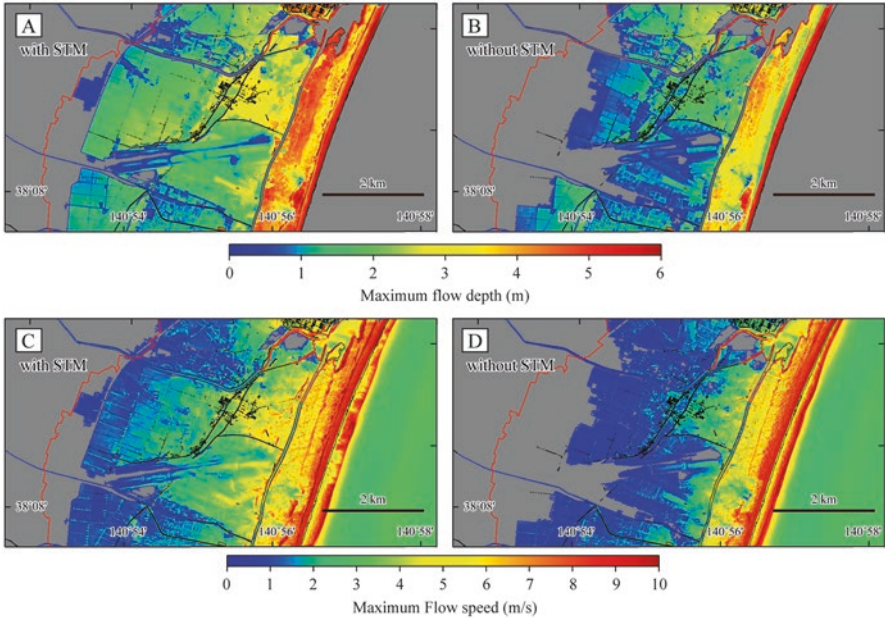 A
with STM
2 km
38°08'
140°54'
140°56'
140°58'
B
without STM
2 km
38°08'
140°54'
140°56'
140°58'
0 1 2 3 4 5 6
Maximum flow depth (m)
C
with STM
2 km
38°08'
140°54'
140°56'
140°58'
D
without STM
2 km
38°08'
140°54'
140°56'
140°58'
0 1 2 3 4 5 6 7 8 9 10
Maximum Flow speed (m/s)